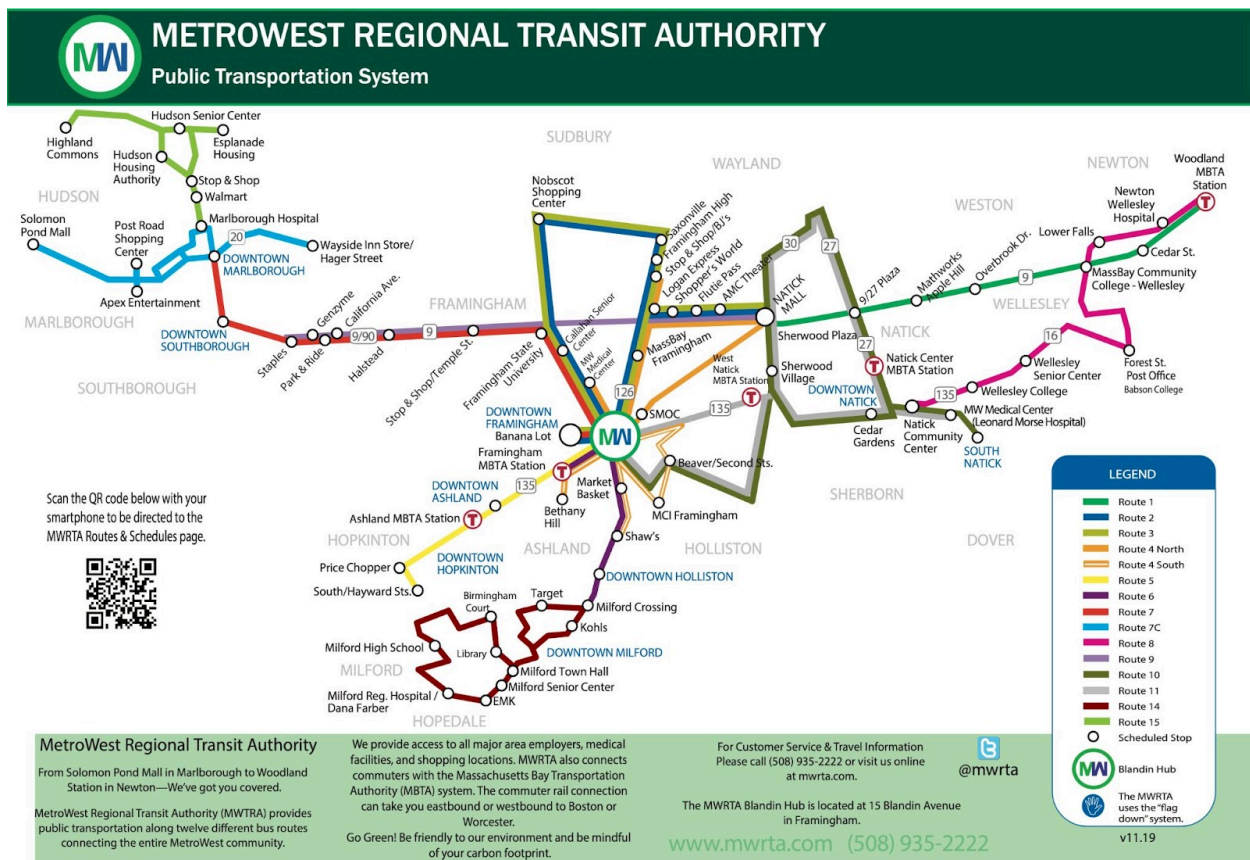 MW
METROWEST REGIONAL TRANSIT AUTHORITY
Public Transportation System
Hudson Senior Center
Highland
Commons
Esplanade
Housing
Hudson
Housing
Authority
HUDSON
Stop & Shop
Walmart
Solomon
Pond Mall
Post Road
Shopping
Center
Marlborough Hospital
20
DOWNTOWN
MARLBOROUGH
Wayside Inn Store/
Hager Street
Apex Entertainment
MARLBOROUGH
DOWNTOWN
SOUTHBOROUGH
SOUTHBOROUGH
Staples
Genzyme
Park & Ride
California Ave.
9/90
Halstead
FRAMINGHAM
9
Stop & Shop/Temple St.
Framingham State
University
SUDBURY
Nobscot
Shopping
Center
Callahan Senior
Center
MW
Medical
Center
Saxonville
Framingham High
Stop & Shop/BJ's
Logan Express
Shopper's World
Flutie Pass
AMC Theater
MassBay
Framingham
126
WAYLAND
30
27
NATICK
MALL
Sherwood Plaza
9/27 Plaza
Mathworks
Apple Hill
Overbrook Dr.
9
WESTON
NEWTON
Woodland
MBTA
Station
T
Newton
Wellesley
Hospital
Lower Falls
Cedar St.
MassBay Community
College - Wellesley
WELLESLEY
16
Forest St.
Post Office
Babson College
Wellesley
Senior Center
Wellesley College
135
NATICK
27
T
Natick Center
MBTA Station
Sherwood
Village
DOWNTOWN
NATICK
Cedar
Gardens
Natick
Community
Center
MW Medical Center
(Leonard Morse Hospital)
SOUTH
NATICK
West
Natick
MBTA Station
T
135
SMOC
DOWNTOWN
FRAMINGHAM
Banana Lot
MW
Framingham
MBTA Station
T
Beaver/Second Sts.
SHERBORN
DOVER
DOWNTOWN
ASHLAND
135
Market
Basket
Bethany
Hill
MCI Framingham
Ashland MBTA Station
T
HOPKINTON
ASHLAND
Shaw's
HOLLISTON
Price Chopper
DOWNTOWN
HOPKINTON
South/Hayward Sts.
DOWNTOWN HOLLISTON
Birmingham
Court
Target
Milford Crossing
Kohls
Milford High School
Library
DOWNTOWN MILFORD
MILFORD
Milford Town Hall
Milford Senior Center
Milford Reg. Hospital /
Dana Farber
EMK
HOPEDALE
Scan the QR code below with your
smartphone to be directed to the
MWRTA Routes & Schedules page.
LEGEND
Route 1
Route 2
Route 3
Route 4 North
Route 4 South
Route 5
Route 6
Route 7
Route 7C
Route 8
Route 9
Route 10
Route 11
Route 14
Route 15
Scheduled Stop
MW
Blandin Hub
The MWRTA
uses the "flag
down" system.
v11.19
MetroWest Regional Transit Authority
From Solomon Pond Mall in Marlborough to Woodland
Station in Newton—We've got you covered.
MetroWest Regional Transit Authority (MWTRA) provides
public transportation along twelve different bus routes
connecting the entire MetroWest community.
We provide access to all major area employers, medical
facilities, and shopping locations. MWRTA also connects
commuters with the Massachusetts Bay Transportation
Authority (MBTA) system. The commuter rail connection
can take you eastbound or westbound to Boston or
Worcester.
Go Green! Be friendly to our environment and be mindful
of your carbon footprint.
For Customer Service & Travel Information
Please call (508) 935-2222 or visit us online
at mwrta.com.
@mwrta
The MWRTA Blandin Hub is located at 15 Blandin Avenue
in Framingham.
www.mwrta.com (508) 935-2222